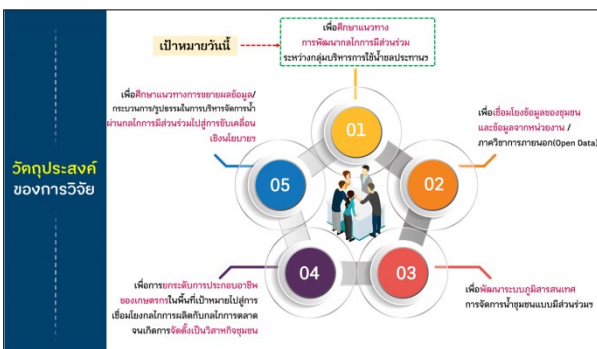 เป้าหมายวันนี้
เพื่อศึกษาแนวทาง
การพัฒนากลไกการมีส่วนร่วม
ระหว่างกลุ่มบริหารการใช้น้ำชลประทานฯ
เพื่อศึกษาแนวทางการขยายผลข้อมูล/
กระบวนการ/รูปธรรมในการบริหารจัดการน้ำ
ผ่านกลไกการมีส่วนร่วมไปสู่การขับเคลื่อน
เชิงนโยบายฯ
01
เพื่อเชื่อมโยงข้อมูลของชุมชน
และข้อมูลจากหน่วยงาน /
ภาควิชาการภายนอก(Open Data)
วัตถุประสงค์
ของการวิจัย
05
02
04
03
เพื่อการยกระดับการประกอบอาชีพ
ของเกษตรกรในพื้นที่เป้าหมายไปสู่การ
เชื่อมโยงกลไกการผลิตกับกลไกการตลาด
จนเกิดการจัดตั้งเป็นวิสาหกิจชุมชน
เพื่อพัฒนาระบบภูมิสารสนเทศ
การจัดการน้ำชุมชนแบบมีส่วนร่วมฯ